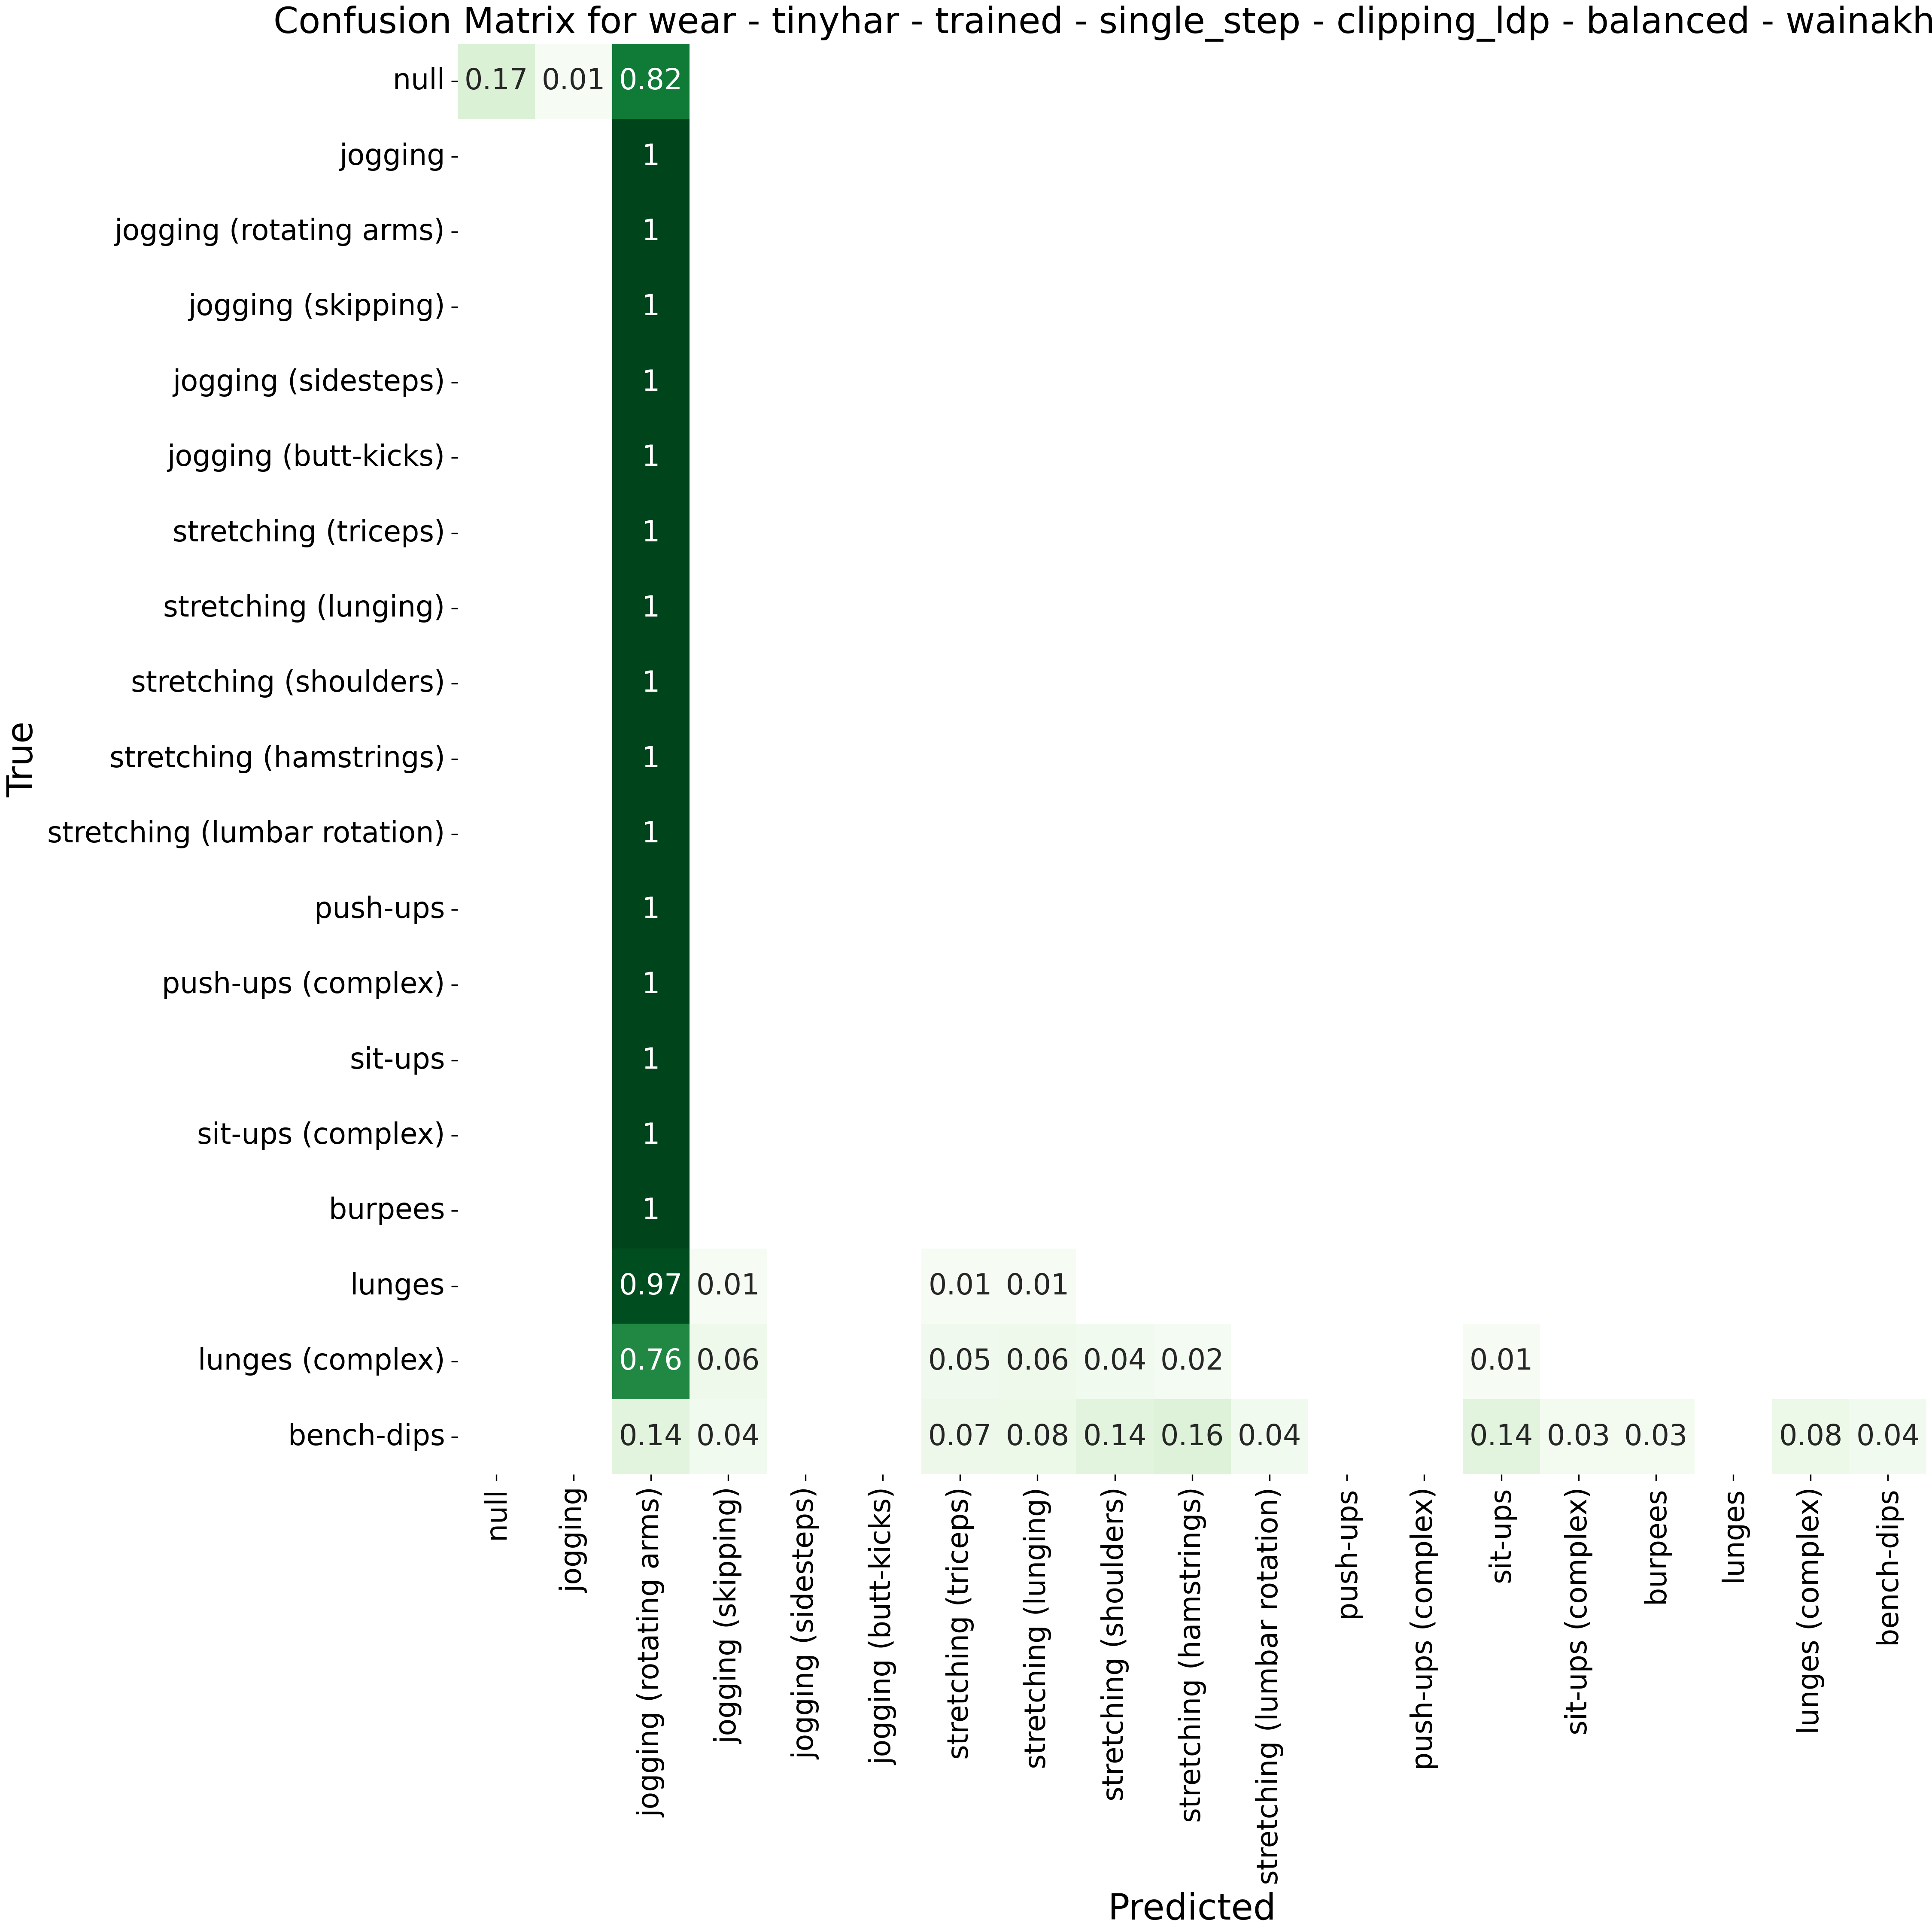 Confusion Matrix for wear - tinyhar - trained - single_step - clipping_ldp - balanced - wainakh
True
null 0.17 0.01 0.82
jogging 1
jogging (rotating arms) 1
jogging (skipping) 1
jogging (sidesteps) 1
jogging (butt-kicks) 1
stretching (triceps) 1
stretching (lunging) 1
stretching (shoulders) 1
stretching (hamstrings) 1
stretching (lumbar rotation) 1
push-ups 1
push-ups (complex) 1
sit-ups 1
sit-ups (complex) 1
burpees 1
lunges 0.97 0.01 0.01 0.01
lunges (complex) 0.76 0.06 0.05 0.06 0.04 0.02 0.01
bench-dips 0.14 0.04 0.07 0.08 0.14 0.16 0.04 0.14 0.03 0.03 0.08 0.04
null
jogging
jogging (rotating arms)
jogging (skipping)
jogging (sidesteps)
jogging (butt-kicks)
stretching (triceps)
stretching (lunging)
stretching (shoulders)
stretching (hamstrings)
stretching (lumbar rotation)
push-ups
push-ups (complex)
sit-ups
sit-ups (complex)
burpees
lunges
lunges (complex)
bench-dips
Predicted